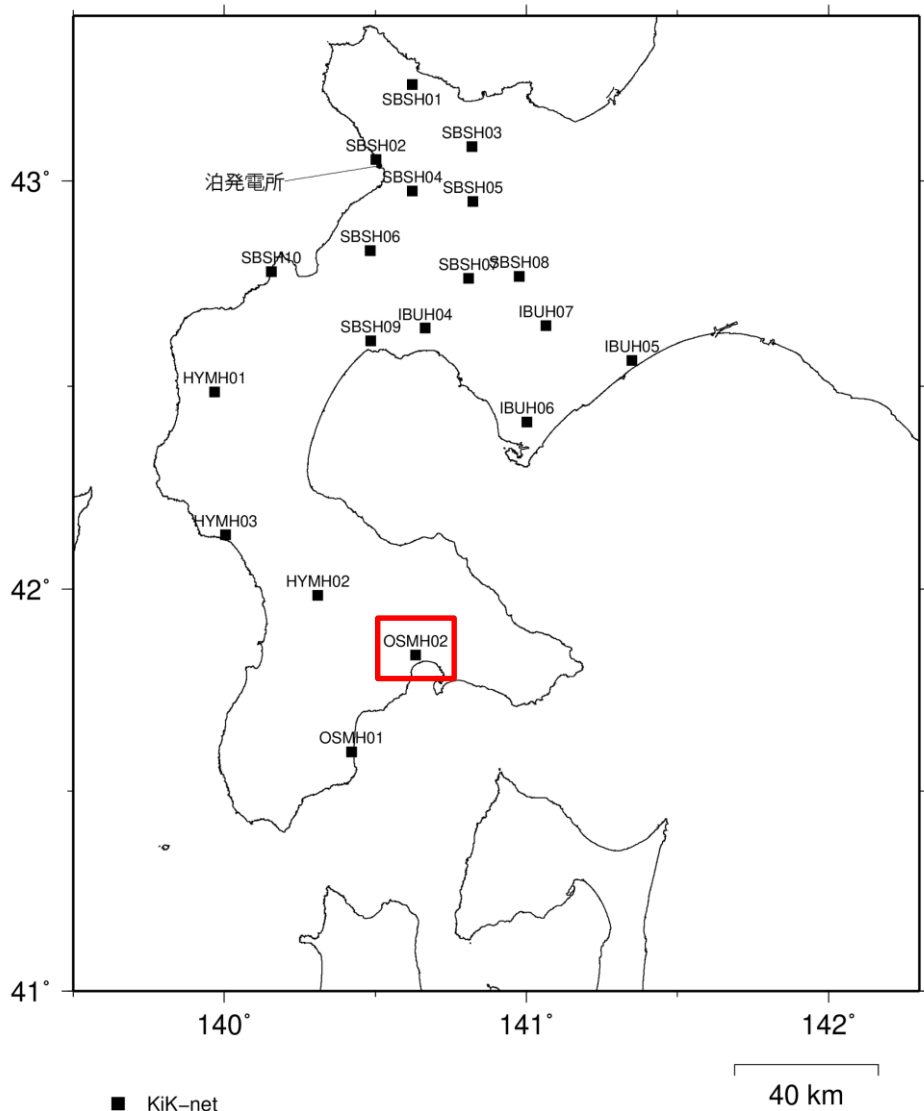 SBSH01
SBSH03
SBSH02
43°
泊発電所
SBSH04
SBSH05
SBSH06
SBSH10
SBSH07
SBSH08
IBUH04
IBUH07
SBSH09
IBUH05
HYMH01
IBUH06
HYMH03
42°
HYMH02
OSMH02
OSMH01
41°
140°
141°
142°
40 km
KiK-net